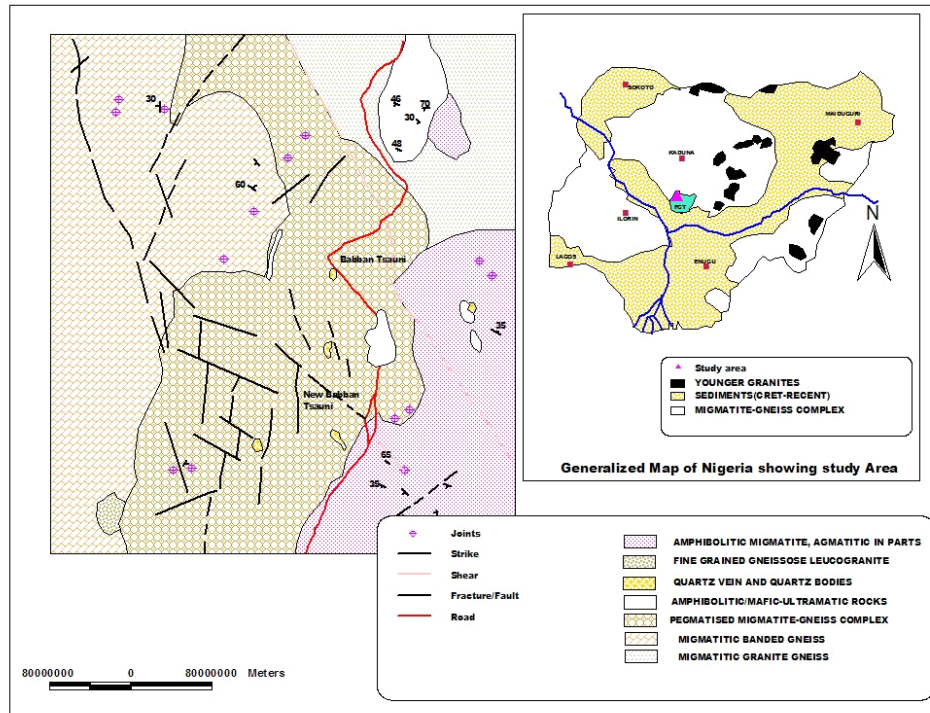 30
46
70
30
48
60
Babban Tsauni
35
New Babban
Tsauni
65
35
SOKOTO
MAIDUGURI
KADUNA
FCT
ILORIN
LAGOS
ENUGU
N
Study area
YOUNGER GRANITES
SEDIMENTS(CRET-RECENT)
MIGMATITE-GNEISS COMPLEX
Generalized Map of Nigeria showing study Area
Joints
Strike
Shear
Fracture/Fault
Road
AMPHIBOLITIC MIGMATITE, AGMATITIC IN PARTS
FINE GRAINED GNEISSOSE LEUCOGRANITE
QUARTZ VEIN AND QUARTZ BODIES
AMPHIBOLITIC/MAFIC-ULTRAMATIC ROCKS
PEGMATISED MIGMATITE-GNEISS COMPLEX
MIGMATITIC BANDED GNEISS
MIGMATITIC GRANITE GNEISS
80000000 0 80000000 Meters